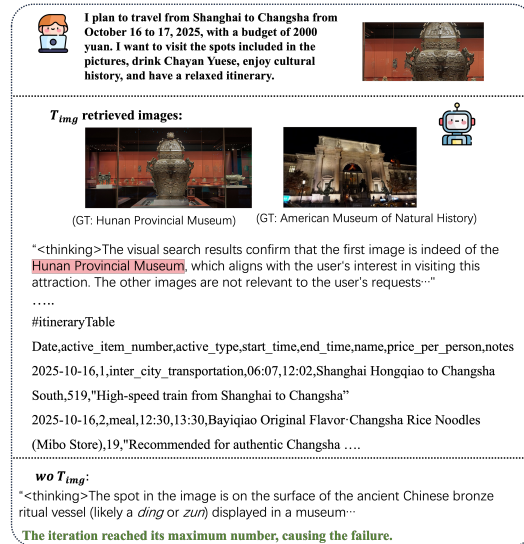 I plan to travel from Shanghai to Changsha from
October 16 to 17, 2025, with a budget of 2000
yuan. I want to visit the spots included in the
pictures, drink Chayan Yuese, enjoy cultural
history, and have a relaxed itinerary.
T_img retrieved images:
(GT: Hunan Provincial Museum)
(GT: American Museum of Natural History)
“<thinking>The visual search results confirm that the first image is indeed of the
Hunan Provincial Museum, which aligns with the user's interest in visiting this
attraction. The other images are not relevant to the user's requests···”
.....
#itineraryTable
Date,active_item_number,active_type,start_time,end_time,name,price_per_person,notes
2025-10-16,1,inter_city_transportation,06:07,12:02,Shanghai Hongqiao to Changsha
South,519,"High-speed train from Shanghai to Changsha”
2025-10-16,2,meal,12:30,13:30,Bayiqiao Original Flavor·Changsha Rice Noodles
(Mibo Store),19,"Recommended for authentic Changsha ….
wo T_img:
“<thinking>The spot in the image is on the surface of the ancient Chinese bronze
ritual vessel (likely a ding or zun) displayed in a museum···
The iteration reached its maximum number, causing the failure.